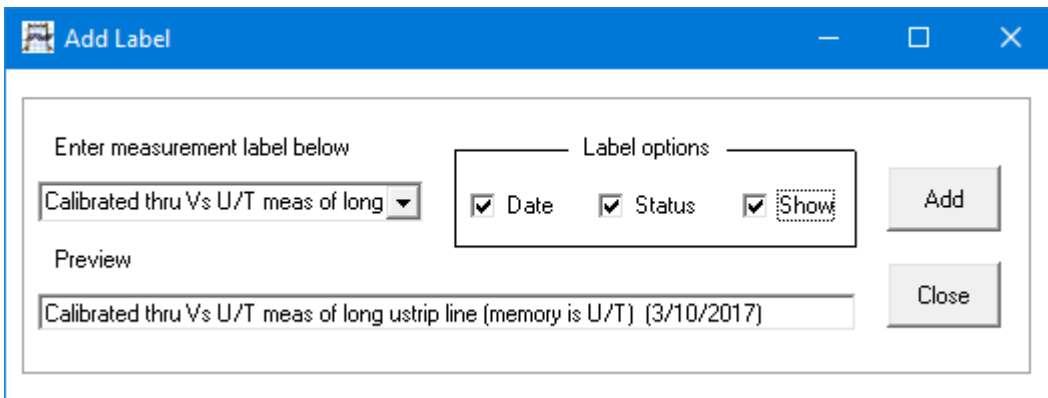 Add Label
Enter measurement label below
Label options
Calibrated thru Vs U/T meas of long
Date
Status
Show
Add
Preview
Calibrated thru Vs U/T meas of long ustrip line (memory is U/T) (3/10/2017)
Close